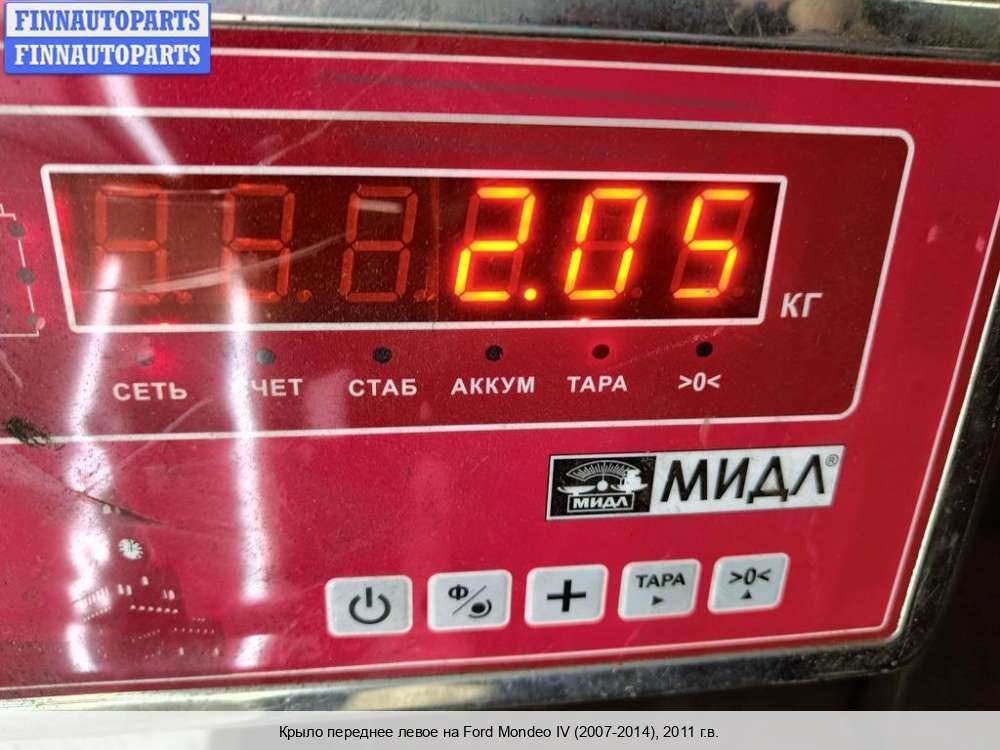 FINNAUTOPARTS
FINNAUTOPARTS
2.05
КГ
СЕТЬ СЧЕТ СТАБ АККУМ ТАРА >0<
МИДЛ МИДЛ®
Ф ТАРА >0<
Крыло переднее левое на Ford Mondeo IV (2007-2014), 2011 г.в.